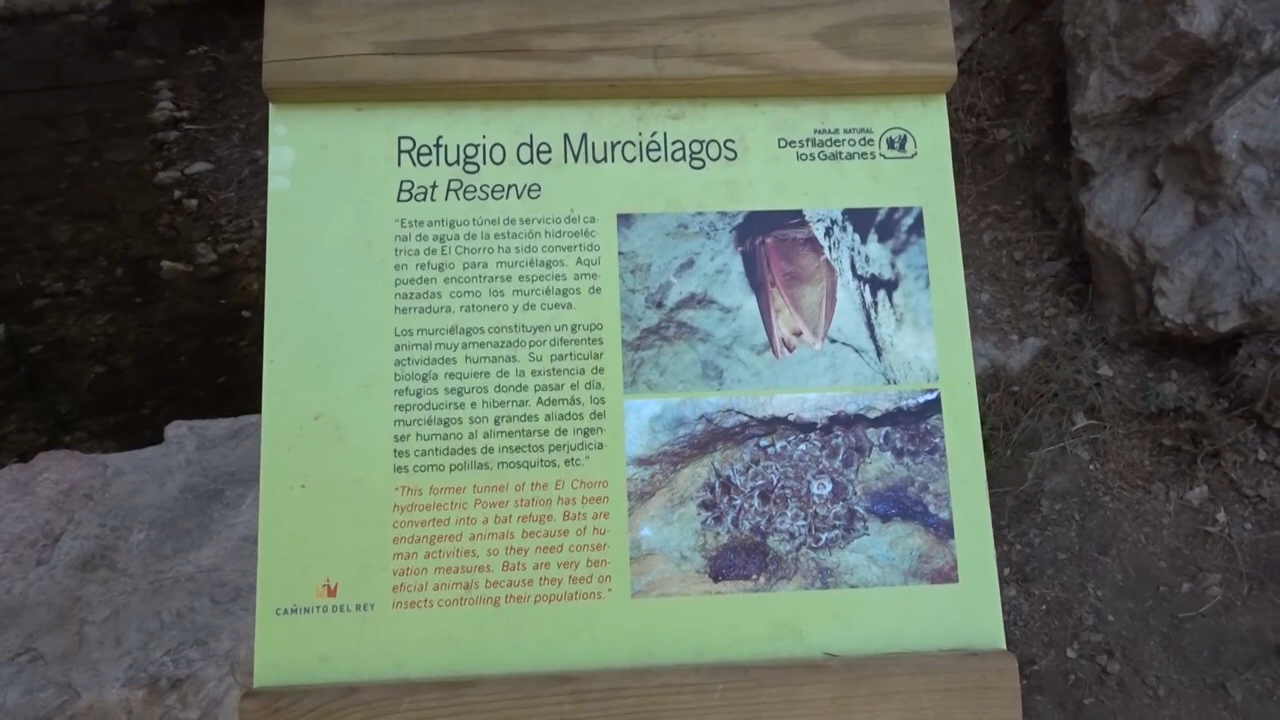 Refugio de Murciélagos
Bat Reserve
PARAJE NATURAL
Desfiladero de
los Gaitanes
“Este antiguo túnel de servicio del ca-
nal de agua de la estación hidroeléc-
trica de El Chorro ha sido convertido
en refugio para murciélagos. Aquí
pueden encontrarse especies ame-
nazadas como los murciélagos de
herradura, ratonero y de cueva.
Los murciélagos constituyen un grupo
animal muy amenazado por diferentes
actividades humanas. Su particular
biología requiere de la existencia de
refugios seguros donde pasar el día,
reproducirse e hibernar. Además, los
murciélagos son grandes aliados del
ser humano al alimentarse de ingen-
tes cantidades de insectos perjudicia-
les como polillas, mosquitos, etc.”
“This former tunnel of the El Chorro
hydroelectric Power station has been
converted into a bat refuge. Bats are
endangered animals because of hu-
man activities, so they need conser-
vation measures. Bats are very ben-
eficial animals because they feed on
insects controlling their populations.”
CAMINITO DEL REY